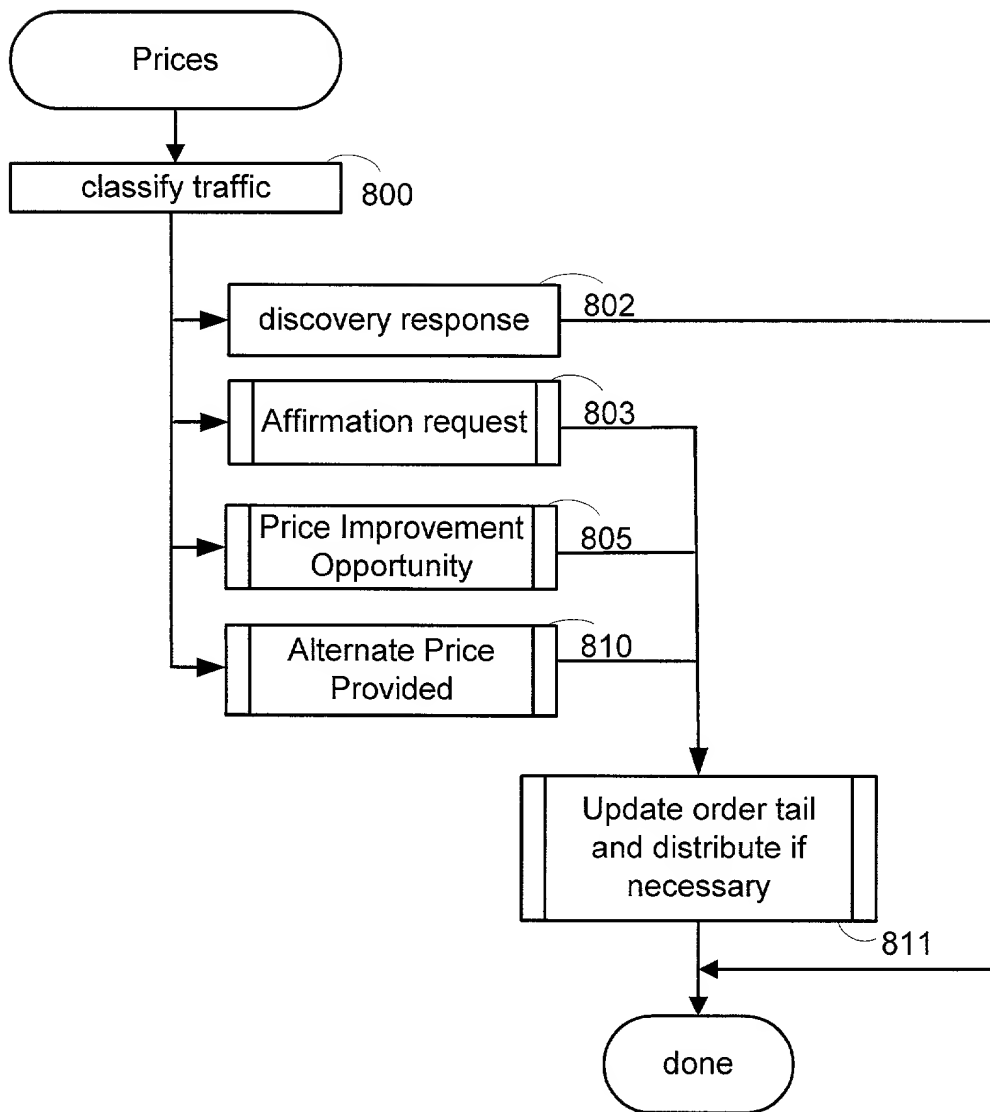 Prices
classify traffic
800
discovery response
802
Affirmation request
803
Price Improvement
Opportunity
805
Alternate Price
Provided
810
Update order tail
and distribute if
necessary
811
done